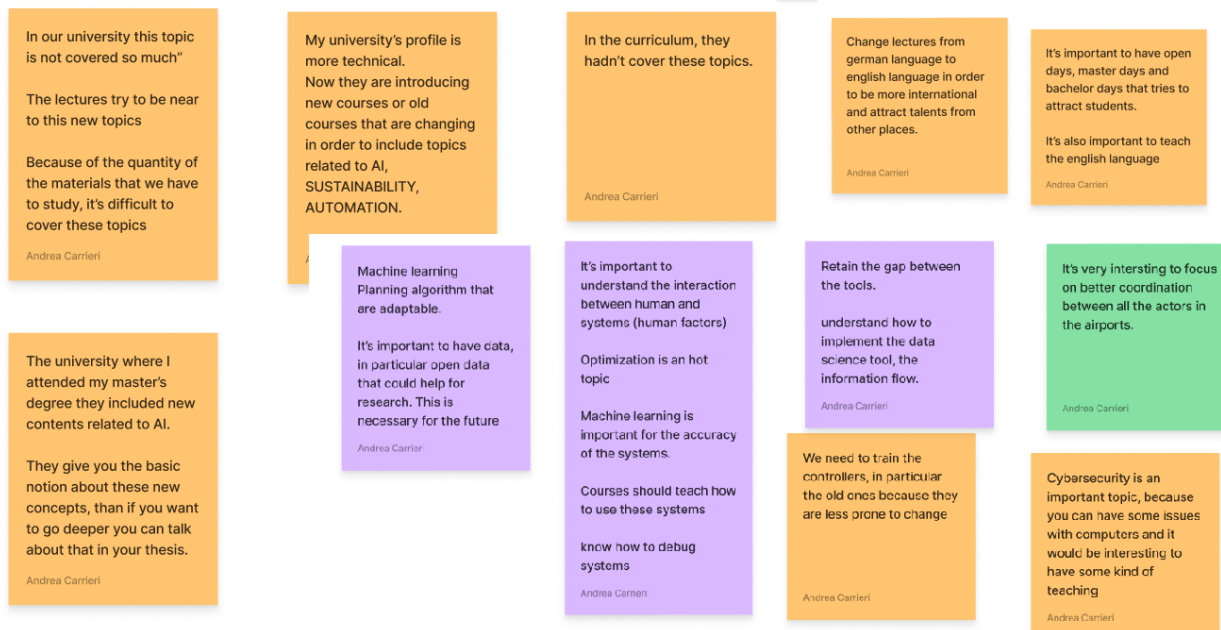 In our university this topic
is not covered so much”
The lectures try to be near
to this new topics
Because of the quantity of
the materials that we have
to study, it’s difficult to
cover these topics
Andrea Carrieri
My university’s profile is
more technical.
Now they are introducing
new courses or old
courses that are changing
in order to include topics
related to AI,
SUSTAINABILITY,
AUTOMATION.
In the curriculum, they
hadn’t cover these topics.
Andrea Carrieri
Change lectures from
german language to
english language in order
to be more international
and attract talents from
other places.
Andrea Carrieri
It’s important to have open
days, master days and
bachelor days that tries to
attract students.
It’s also important to teach
the english language
Andrea Carrieri
The university where I
attended my master’s
degree they included new
contents related to AI.
They give you the basic
notion about these new
concepts, than if you want
to go deeper you can talk
about that in your thesis.
Andrea Carrieri
Machine learning
Planning algorithm that
are adaptable.
It’s important to have data,
in particular open data
that could help for
research. This is
necessary for the future
Andrea Carrieri
It’s important to
understand the interaction
between human and
systems (human factors)
Optimization is an hot
topic
Machine learning is
important for the accuracy
of the systems.
Courses should teach how
to use these systems
know how to debug
systems
Andrea Carrieri
Retain the gap between
the tools.
understand how to
implement the data
science tool, the
information flow.
Andrea Carrieri
It’s very intersting to focus
on better coordination
between all the actors in
the airports.
Andrea Carrieri
We need to train the
controllers, in particular
the old ones because they
are less prone to change
Andrea Carrieri
Cybersecurity is an
important topic, because
you can have some issues
with computers and it
would be interesting to
have some kind of
teaching
Andrea Carrieri